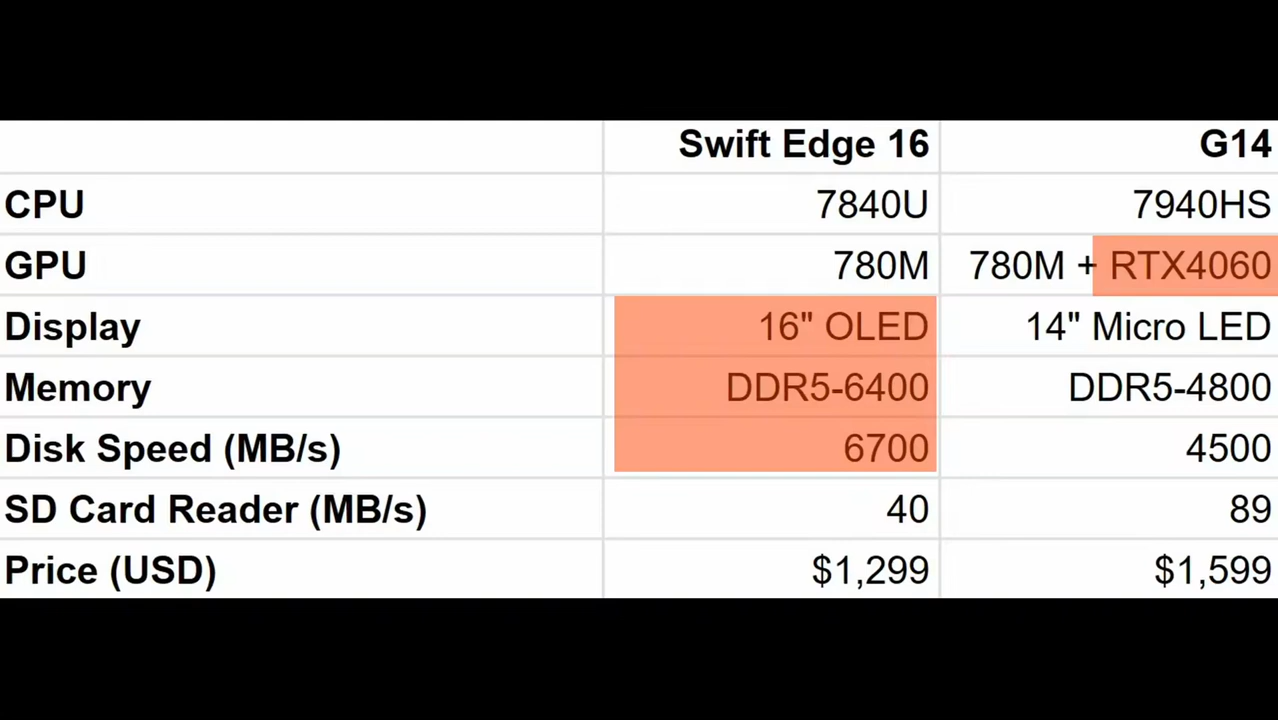 Swift Edge 16 G14
CPU 7840U 7940HS
GPU 780M 780M + RTX4060
Display 16" OLED 14" Micro LED
Memory DDR5-6400 DDR5-4800
Disk Speed (MB/s) 6700 4500
SD Card Reader (MB/s) 40 89
Price (USD) $1,299 $1,599